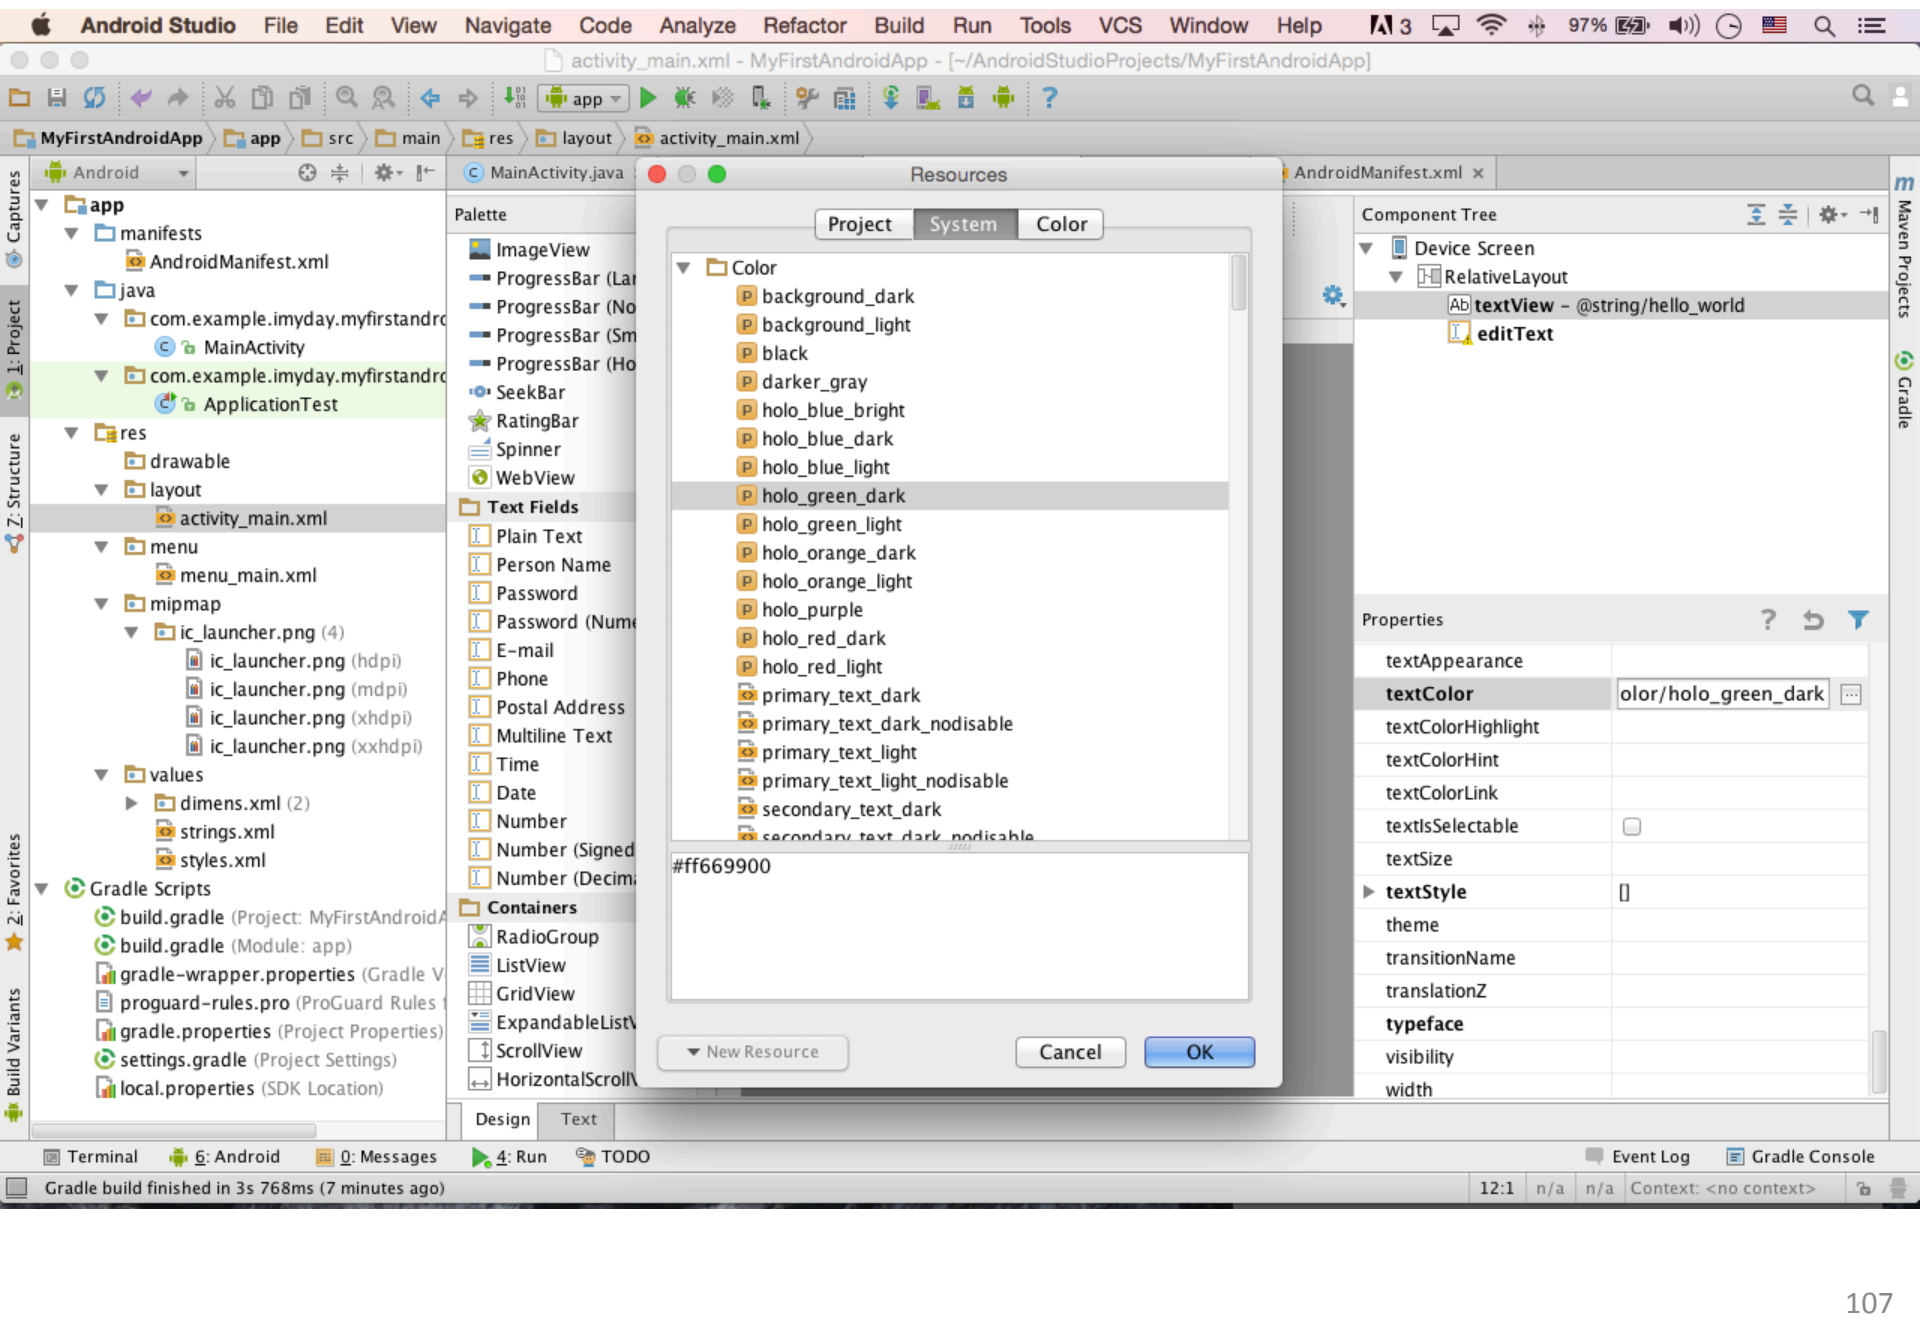 Android Studio File Edit View Navigate Code Analyze Refactor Build Run Tools VCS Window Help 3 97%
activity_main.xml - MyFirstAndroidApp - [~/AndroidStudioProjects/MyFirstAndroidApp]
app
MyFirstAndroidApp app src main res layout activity_main.xml
Captures
1: Project
7: Structure
2: Favorites
Build Variants
Android
app
manifests
AndroidManifest.xml
java
com.example.imyday.myfirstandro
MainActivity
com.example.imyday.myfirstandro
ApplicationTest
res
drawable
layout
activity_main.xml
menu
menu_main.xml
mipmap
ic_launcher.png (4)
ic_launcher.png (hdpi)
ic_launcher.png (mdpi)
ic_launcher.png (xhdpi)
ic_launcher.png (xxhdpi)
values
dimens.xml (2)
strings.xml
styles.xml
Gradle Scripts
build.gradle (Project: MyFirstAndroidA
build.gradle (Module: app)
gradle-wrapper.properties (Gradle V
proguard-rules.pro (ProGuard Rules
gradle.properties (Project Properties)
settings.gradle (Project Settings)
local.properties (SDK Location)
MainActivity.java
AndroidManifest.xml
Palette
ImageView
ProgressBar (Lar
ProgressBar (No
ProgressBar (Sm
ProgressBar (Ho
SeekBar
RatingBar
Spinner
WebView
Text Fields
Plain Text
Person Name
Password
Password (Nume
E-mail
Phone
Postal Address
Multiline Text
Time
Date
Number
Number (Signed
Number (Decima
Containers
RadioGroup
ListView
GridView
ExpandableListV
ScrollView
HorizontalScrollV
Design Text
Resources
Project System Color
Color
background_dark
background_light
black
darker_gray
holo_blue_bright
holo_blue_dark
holo_blue_light
holo_green_dark
holo_green_light
holo_orange_dark
holo_orange_light
holo_purple
holo_red_dark
holo_red_light
primary_text_dark
primary_text_dark_nodisable
primary_text_light
primary_text_light_nodisable
secondary_text_dark
secondary_text_dark_nodisable
#ff669900
New Resource Cancel OK
Component Tree
Device Screen
RelativeLayout
textView - @string/hello_world
editText
Properties
textAppearance
textColor olor/holo_green_dark
textColorHighlight
textColorHint
textColorLink
textIsSelectable
textSize
textStyle []
theme
transitionName
translationZ
typeface
visibility
width
Maven Projects
Gradle
Terminal 6: Android 0: Messages 4: Run TODO Event Log Gradle Console
Gradle build finished in 3s 768ms (7 minutes ago) 12:1 n/a n/a Context: <no context>
107